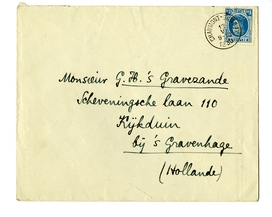 Monsieur G. H. 's Gravezande
Scheveningsche laan 110
Kijkduin
bij 's Gravenhage
(Hollande)